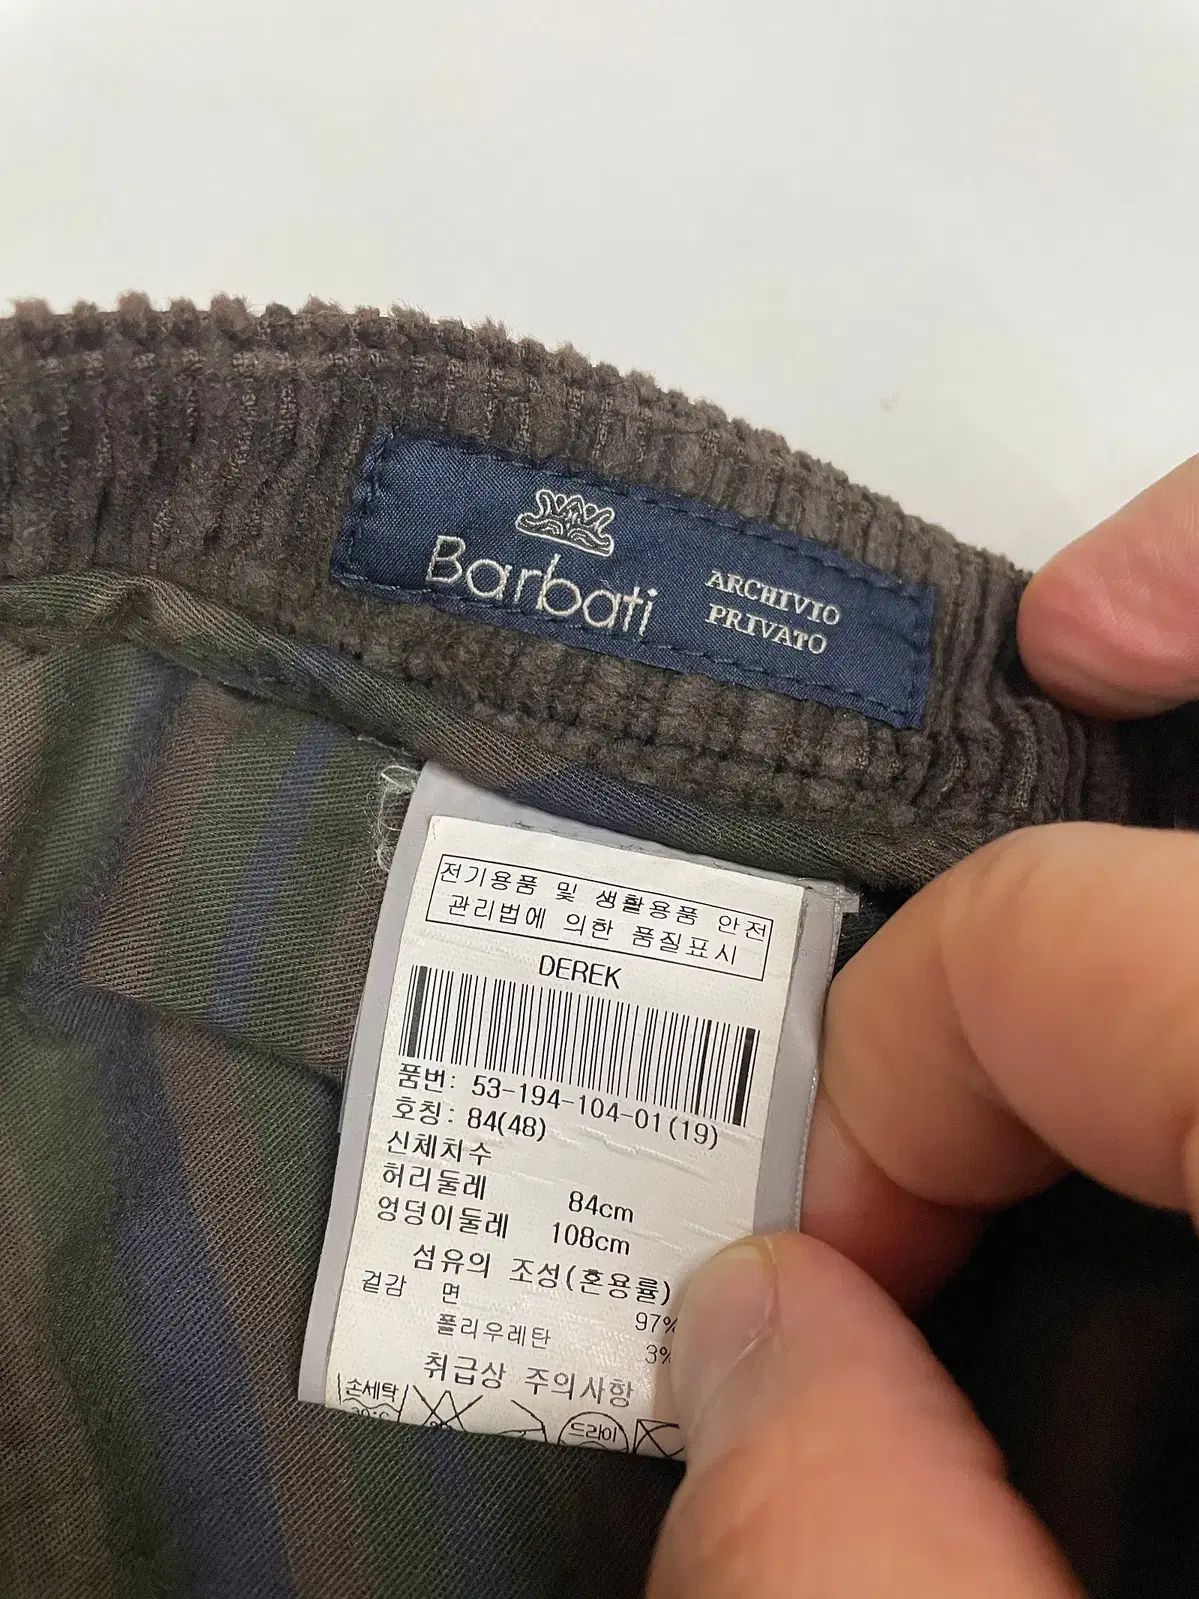 Barbati
ARCHIVIO
PRIVATO
전기용품 및 생활용품 안전
관리법에 의한 품질표시
DEREK
품번: 53-194-104-01(19)
호칭: 84(48)
신체치수
허리둘레 84cm
엉덩이둘레 108cm
섬유의 조성(혼용률)
겉감 면 97%
폴리우레탄 3%
취급상 주의사항
손세탁 드라이
30°C